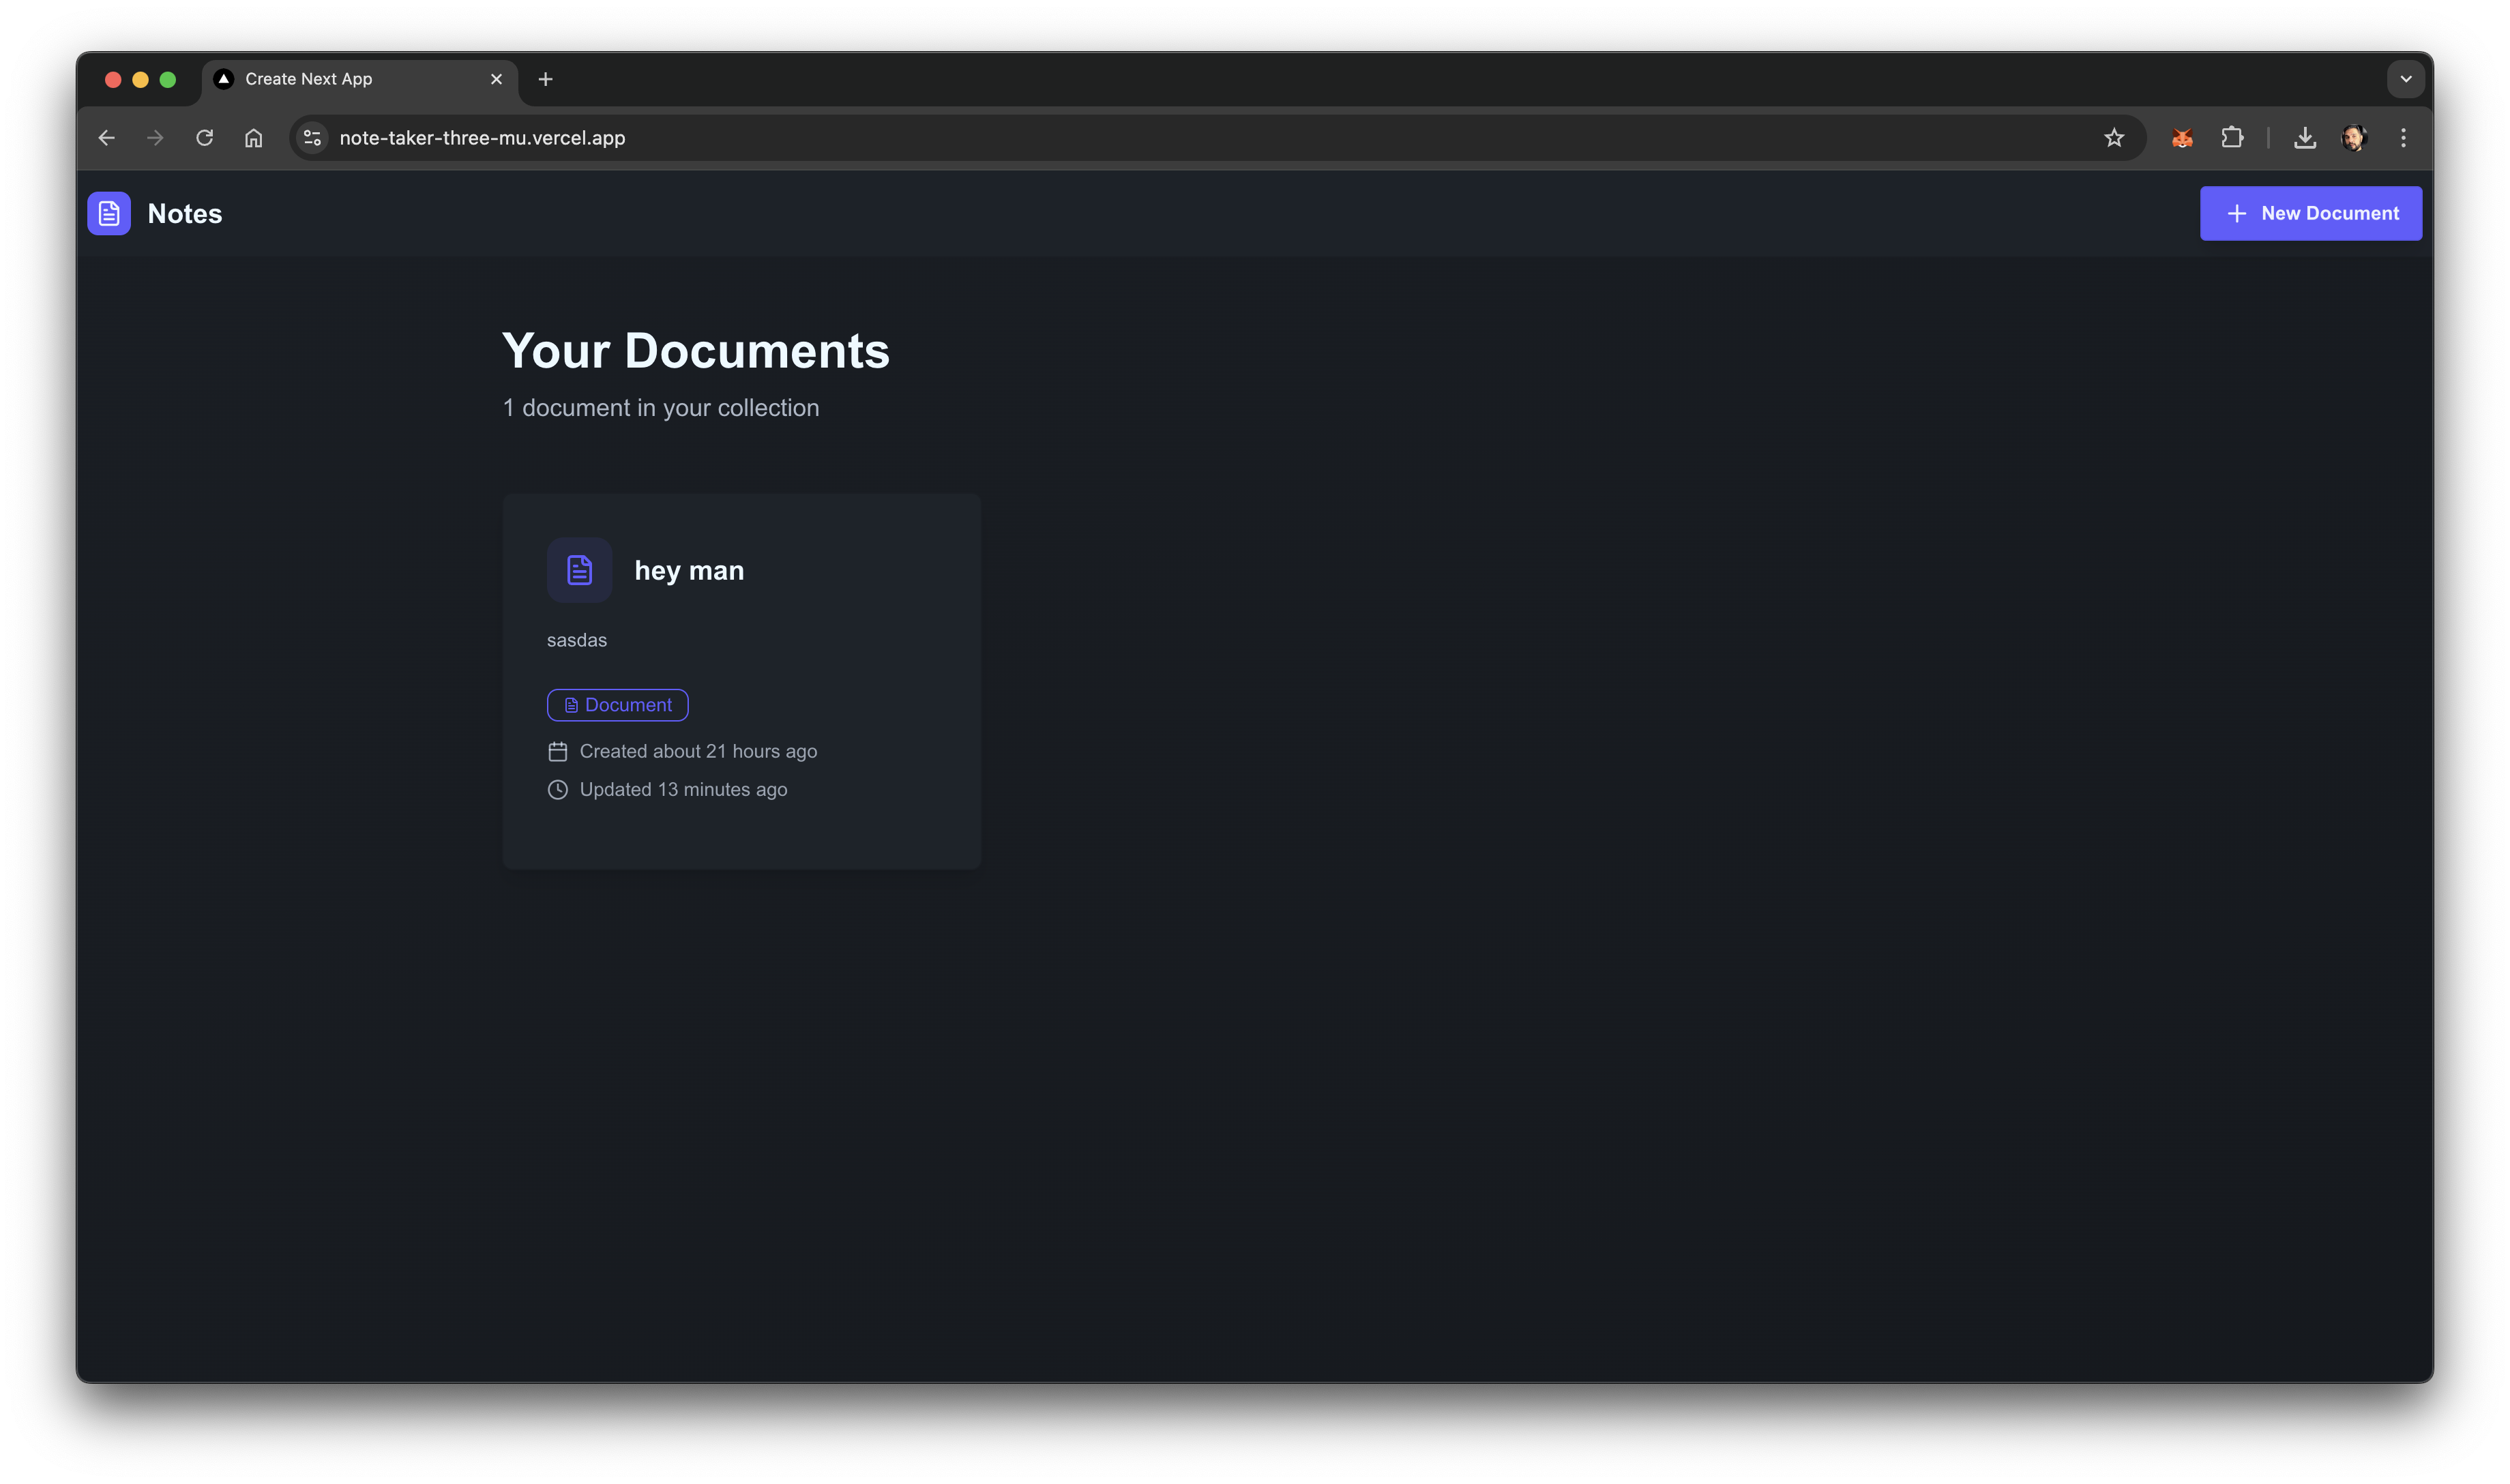 Create Next App
note-taker-three-mu.vercel.app
Notes
New Document
Your Documents
1 document in your collection
hey man
sasdas
Document
Created about 21 hours ago
Updated 13 minutes ago